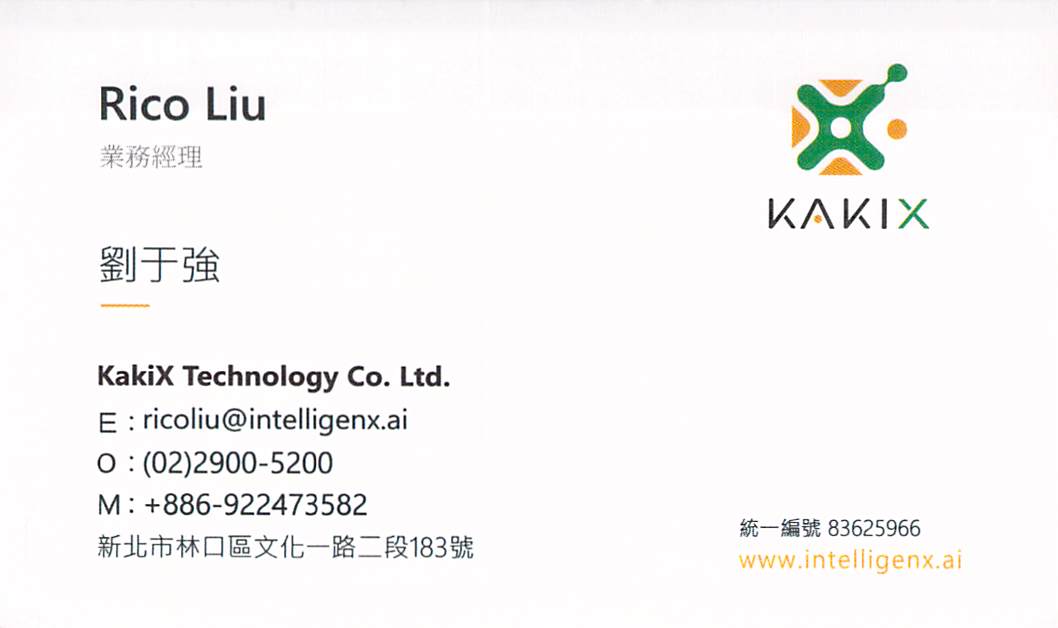 Rico Liu
業務經理
劉于強
KAKIX
KakiX Technology Co. Ltd.
E : ricoliu@intelligenx.ai
O : (02)2900-5200
M : +886-922473582
新北市林口區文化一路二段183號
統一編號 83625966
www.intelligenx.ai